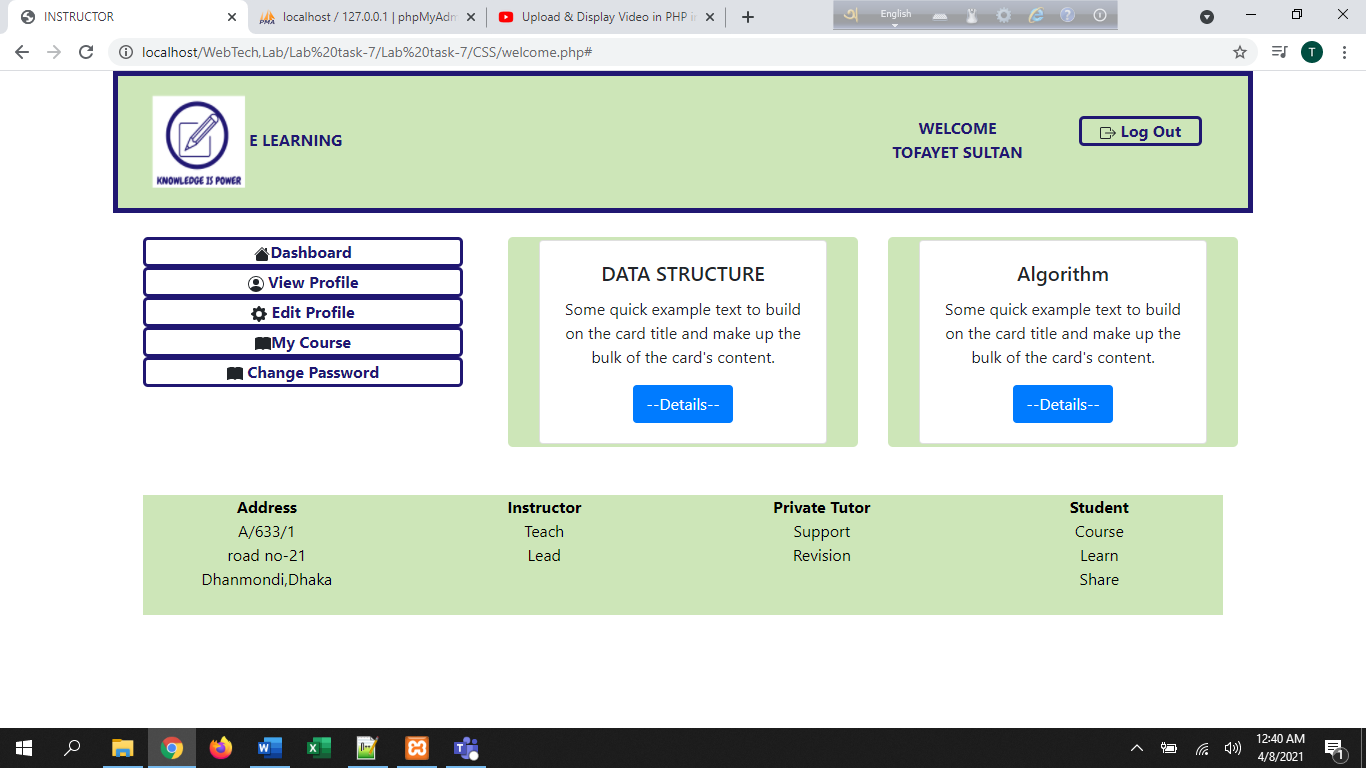 INSTRUCTOR
localhost / 127.0.0.1 | phpMyAdm
Upload & Display Video in PHP in
English
localhost/WebTech,Lab/Lab%20task-7/Lab%20task-7/CSS/welcome.php#
T
KNOWLEDGE IS POWER
E LEARNING
WELCOME
TOFAYET SULTAN
Log Out
Dashboard
View Profile
Edit Profile
My Course
Change Password
DATA STRUCTURE
Some quick example text to build
on the card title and make up the
bulk of the card's content.
--Details--
Algorithm
Some quick example text to build
on the card title and make up the
bulk of the card's content.
--Details--
Address
A/633/1
road no-21
Dhanmondi,Dhaka
Instructor
Teach
Lead
Private Tutor
Support
Revision
Student
Course
Learn
Share
12:40 AM
4/8/2021
1